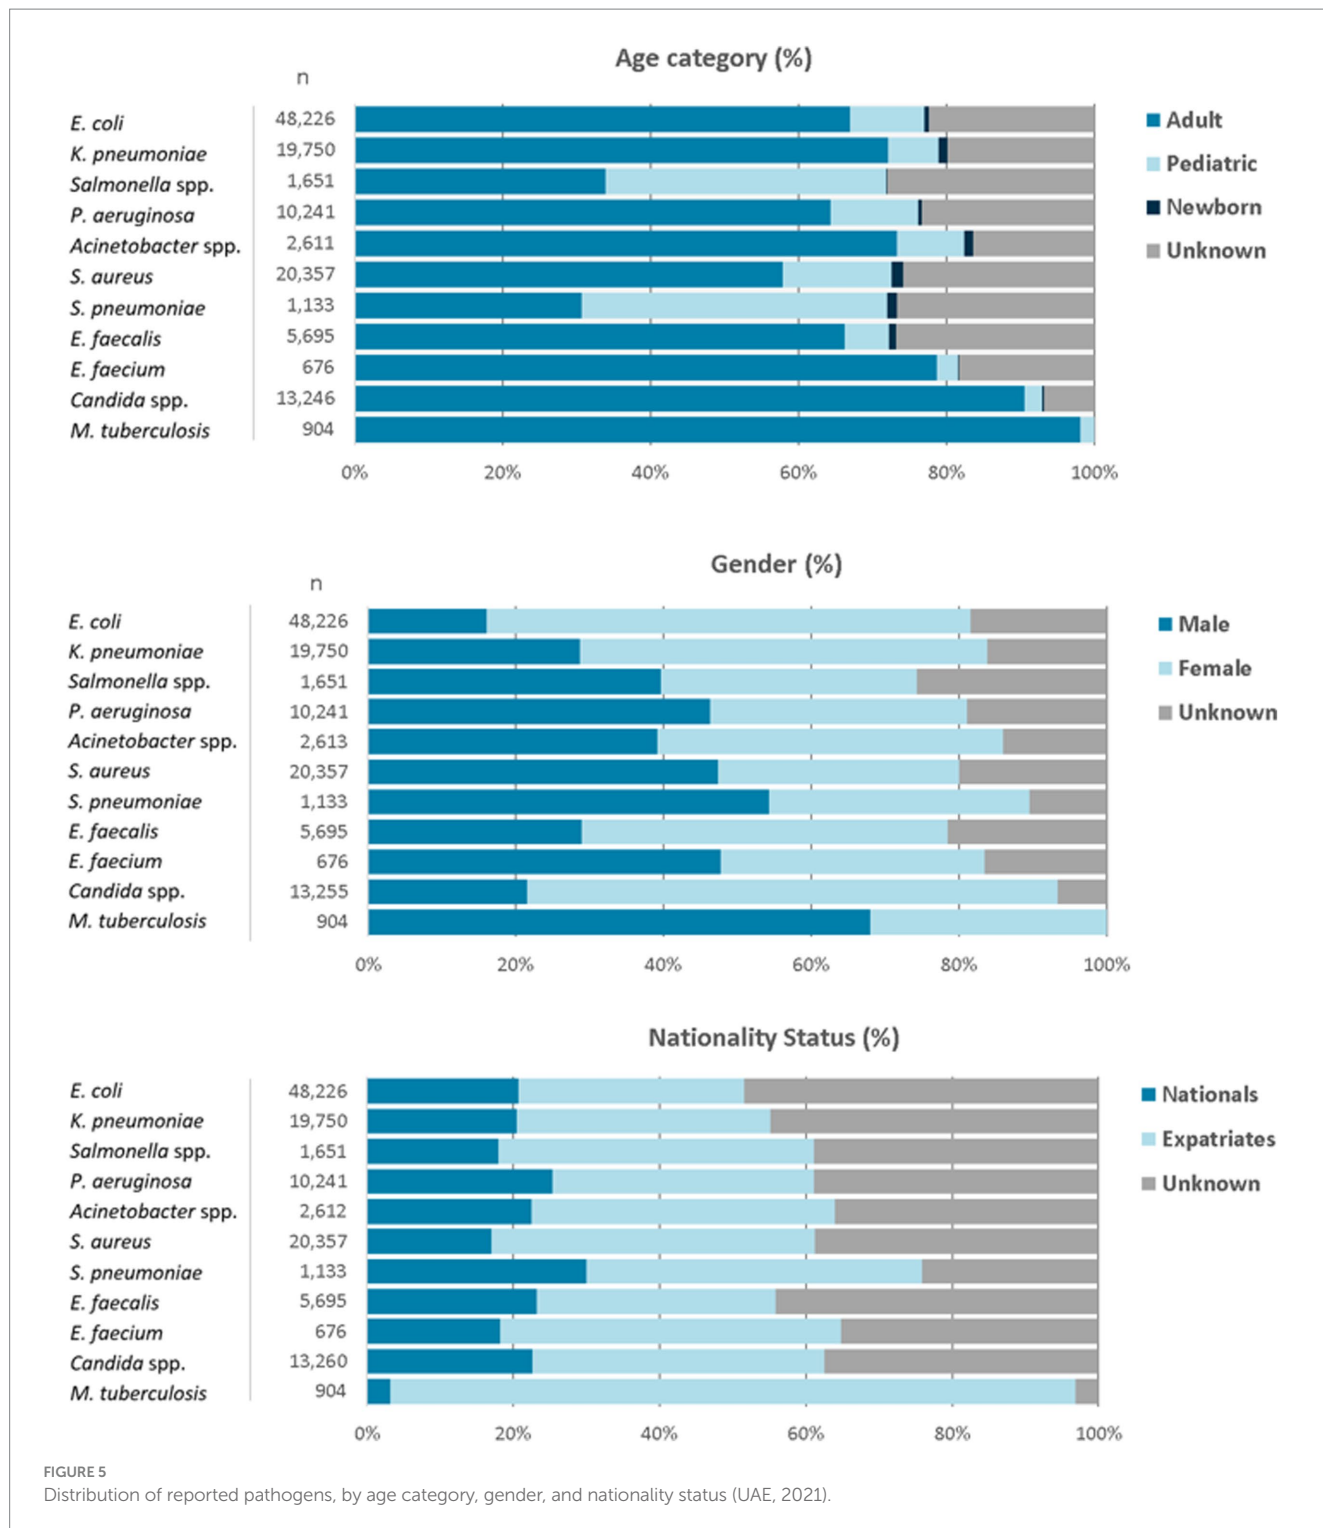 Age category (%)
n
E. coli 48,226
K. pneumoniae 19,750
Salmonella spp. 1,651
P. aeruginosa 10,241
Acinetobacter spp. 2,611
S. aureus 20,357
S. pneumoniae 1,133
E. faecalis 5,695
E. faecium 676
Candida spp. 13,246
M. tuberculosis 904
0% 20% 40% 60% 80% 100%
Adult
Pediatric
Newborn
Unknown
Gender (%)
n
E. coli 48,226
K. pneumoniae 19,750
Salmonella spp. 1,651
P. aeruginosa 10,241
Acinetobacter spp. 2,613
S. aureus 20,357
S. pneumoniae 1,133
E. faecalis 5,695
E. faecium 676
Candida spp. 13,255
M. tuberculosis 904
0% 20% 40% 60% 80% 100%
Male
Female
Unknown
Nationality Status (%)
E. coli 48,226
K. pneumoniae 19,750
Salmonella spp. 1,651
P. aeruginosa 10,241
Acinetobacter spp. 2,612
S. aureus 20,357
S. pneumoniae 1,133
E. faecalis 5,695
E. faecium 676
Candida spp. 13,260
M. tuberculosis 904
0% 20% 40% 60% 80% 100%
Nationals
Expatriates
Unknown
FIGURE 5
Distribution of reported pathogens, by age category, gender, and nationality status (UAE, 2021).